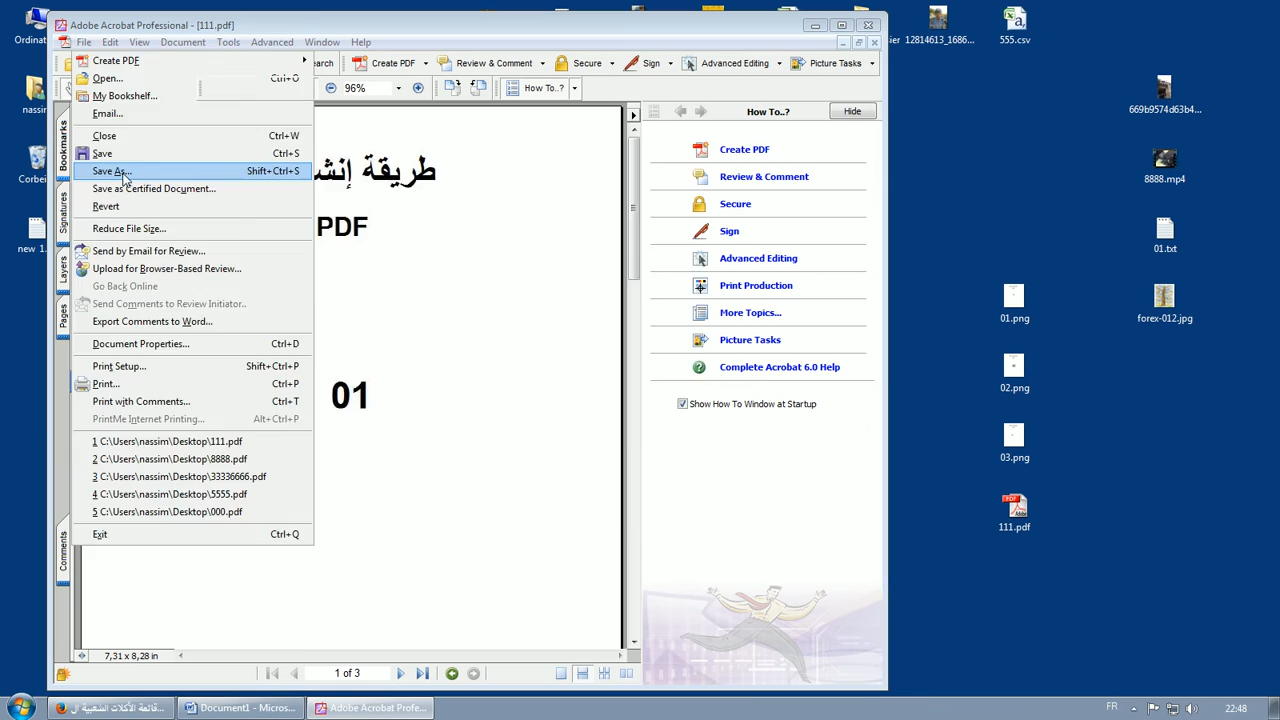 Adobe Acrobat Professional - [111.pdf]
File Edit View Document Tools Advanced Window Help
Create PDF Review & Comment Secure Sign Advanced Editing Picture Tasks
96% How To..?
Create PDF
Open... Ctrl+O
My Bookshelf...
Email...
Close Ctrl+W
Save Ctrl+S
Save As... Shift+Ctrl+S
Save as Certified Document...
Revert
Reduce File Size...
Send by Email for Review...
Upload for Browser-Based Review...
Go Back Online
Send Comments to Review Initiator..
Export Comments to Word...
Document Properties... Ctrl+D
Print Setup... Shift+Ctrl+P
Print... Ctrl+P
Print with Comments... Ctrl+T
PrintMe Internet Printing... Alt+Ctrl+P
1 C:\Users\nassim\Desktop\111.pdf
2 C:\Users\nassim\Desktop\8888.pdf
3 C:\Users\nassim\Desktop\33336666.pdf
4 C:\Users\nassim\Desktop\5555.pdf
5 C:\Users\nassim\Desktop\000.pdf
Exit Ctrl+Q
Bookmarks
Signatures
Layers
Pages
Comments
طريقة
PDF
01
7,31 x 8,28 in
1 of 3
How To..? Hide
Create PDF
Review & Comment
Secure
Sign
Advanced Editing
Print Production
More Topics...
Picture Tasks
Complete Acrobat 6.0 Help
Show How To Window at Startup
12814613_1686...
555.csv
669b9574d63b4...
8888.mp4
01.txt
01.png
forex-012.jpg
02.png
03.png
111.pdf
قائمة الأكلات الشعبية ال...
Document1 - Micros...
Adobe Acrobat Profe...
FR
22:48